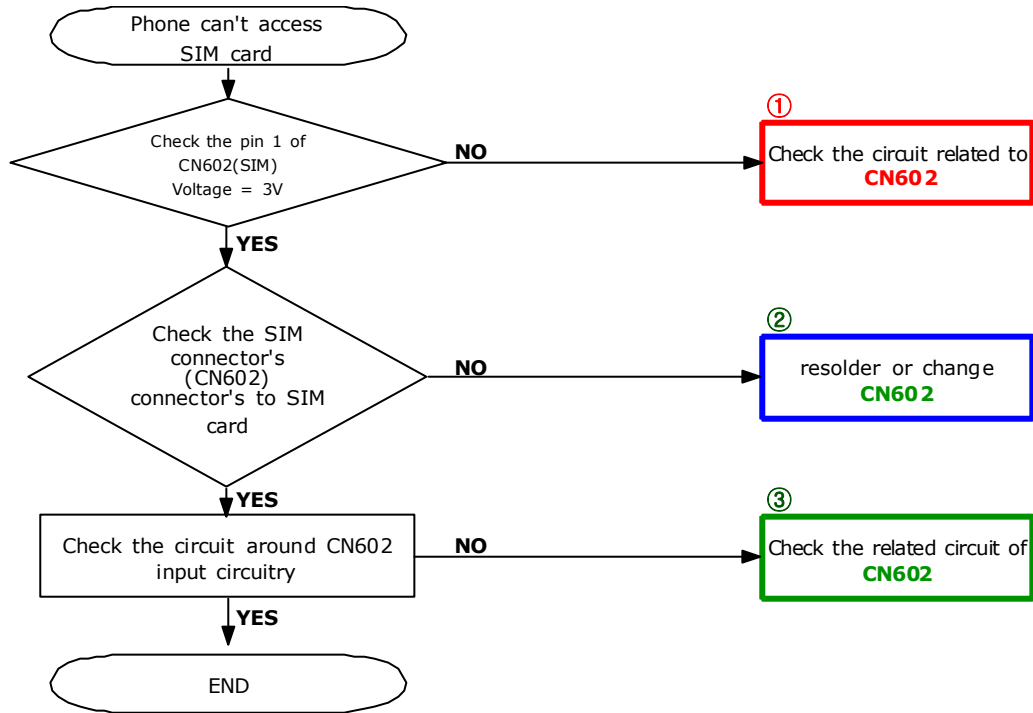 Phone can't access
SIM card
Check the pin 1 of
CN602(SIM)
Voltage = 3V
NO
①
Check the circuit related to
CN602
YES
Check the SIM
connector's
(CN602)
connector's to SIM
card
NO
②
resolder or change
CN602
YES
Check the circuit around CN602
input circuitry
NO
③
Check the related circuit of
CN602
YES
END